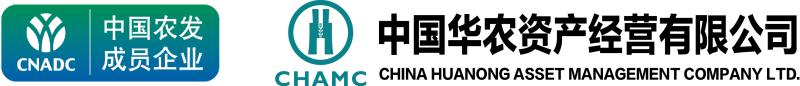 CNADC
中国农发
成员企业
CHAMC
中国华农资产经营有限公司
CHINA HUANONG ASSET MANAGEMENT COMPANY LTD.